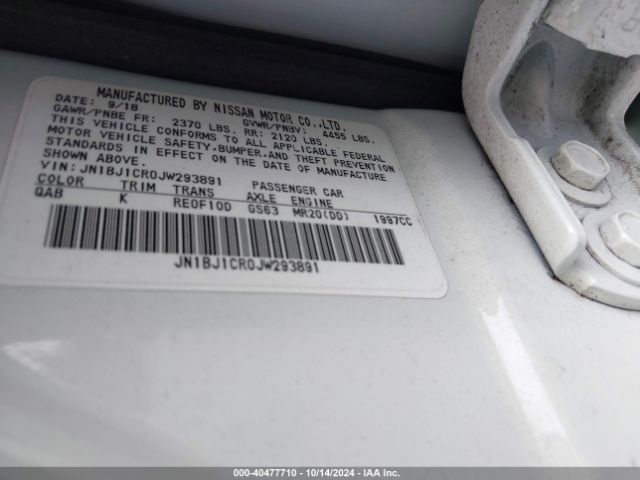 MANUFACTURED BY NISSAN MOTOR CO.,LTD.
DATE: 9/18 GVWR/PNBV: 4455 LBS.
GAWR/PNBE FR: 2370 LBS. RR: 2120 LBS.
THIS VEHICLE CONFORMS TO ALL APPLICABLE FEDERAL
MOTOR VEHICLE SAFETY,BUMPER,AND THEFT PREVENTION
STANDARDS IN EFFECT ON THE DATE OF MANUFACTURE
SHOWN ABOVE.
VIN: JN1BJ1CR0JW293891 PASSENGER CAR
COLOR TRIM TRANS AXLE ENGINE
QAB K RE0F10D GS63 MR20(DD) 1997CC
JN1BJ1CR0JW293891
000-40477710 - 10/14/2024 - IAA Inc.